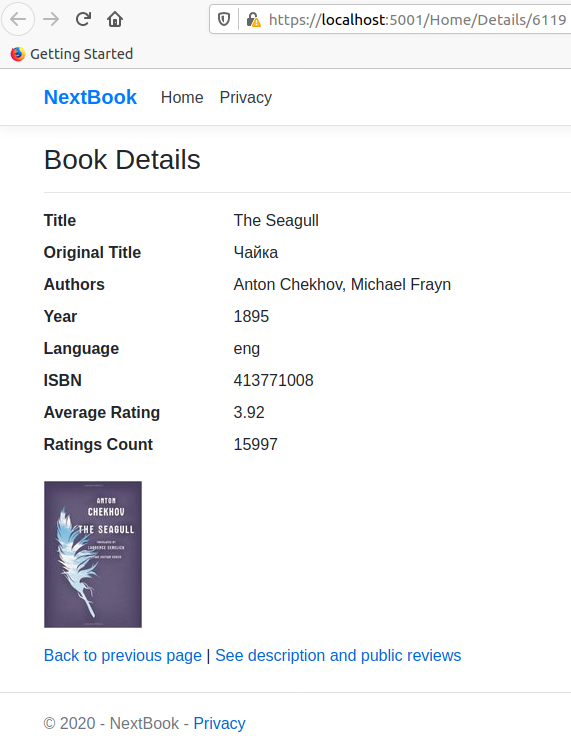 https://localhost:5001/Home/Details/6119
Getting Started
NextBook Home Privacy
Book Details
Title The Seagull
Original Title Чайка
Authors Anton Chekhov, Michael Frayn
Year 1895
Language eng
ISBN 413771008
Average Rating 3.92
Ratings Count 15997
ANTON
CHEKHOV
THE SEAGULL
TRANSLATED BY
LAURENCE SENELICK
Back to previous page | See description and public reviews
© 2020 - NextBook - Privacy